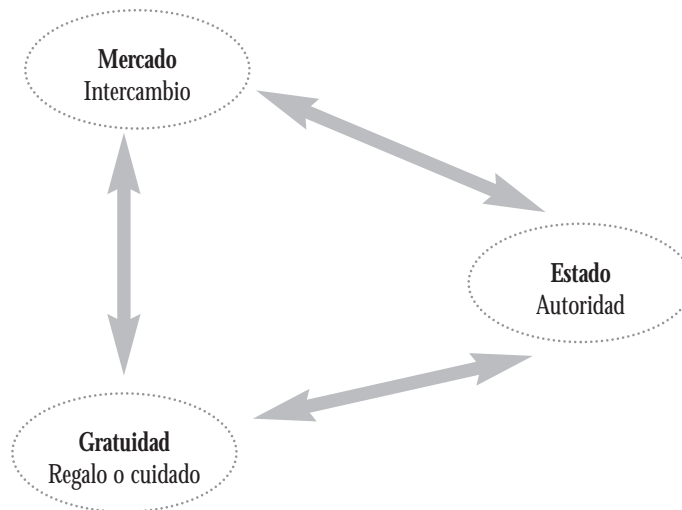 Mercado
Intercambio
Estado
Autoridad
Gratuidad
Regalo o cuidado